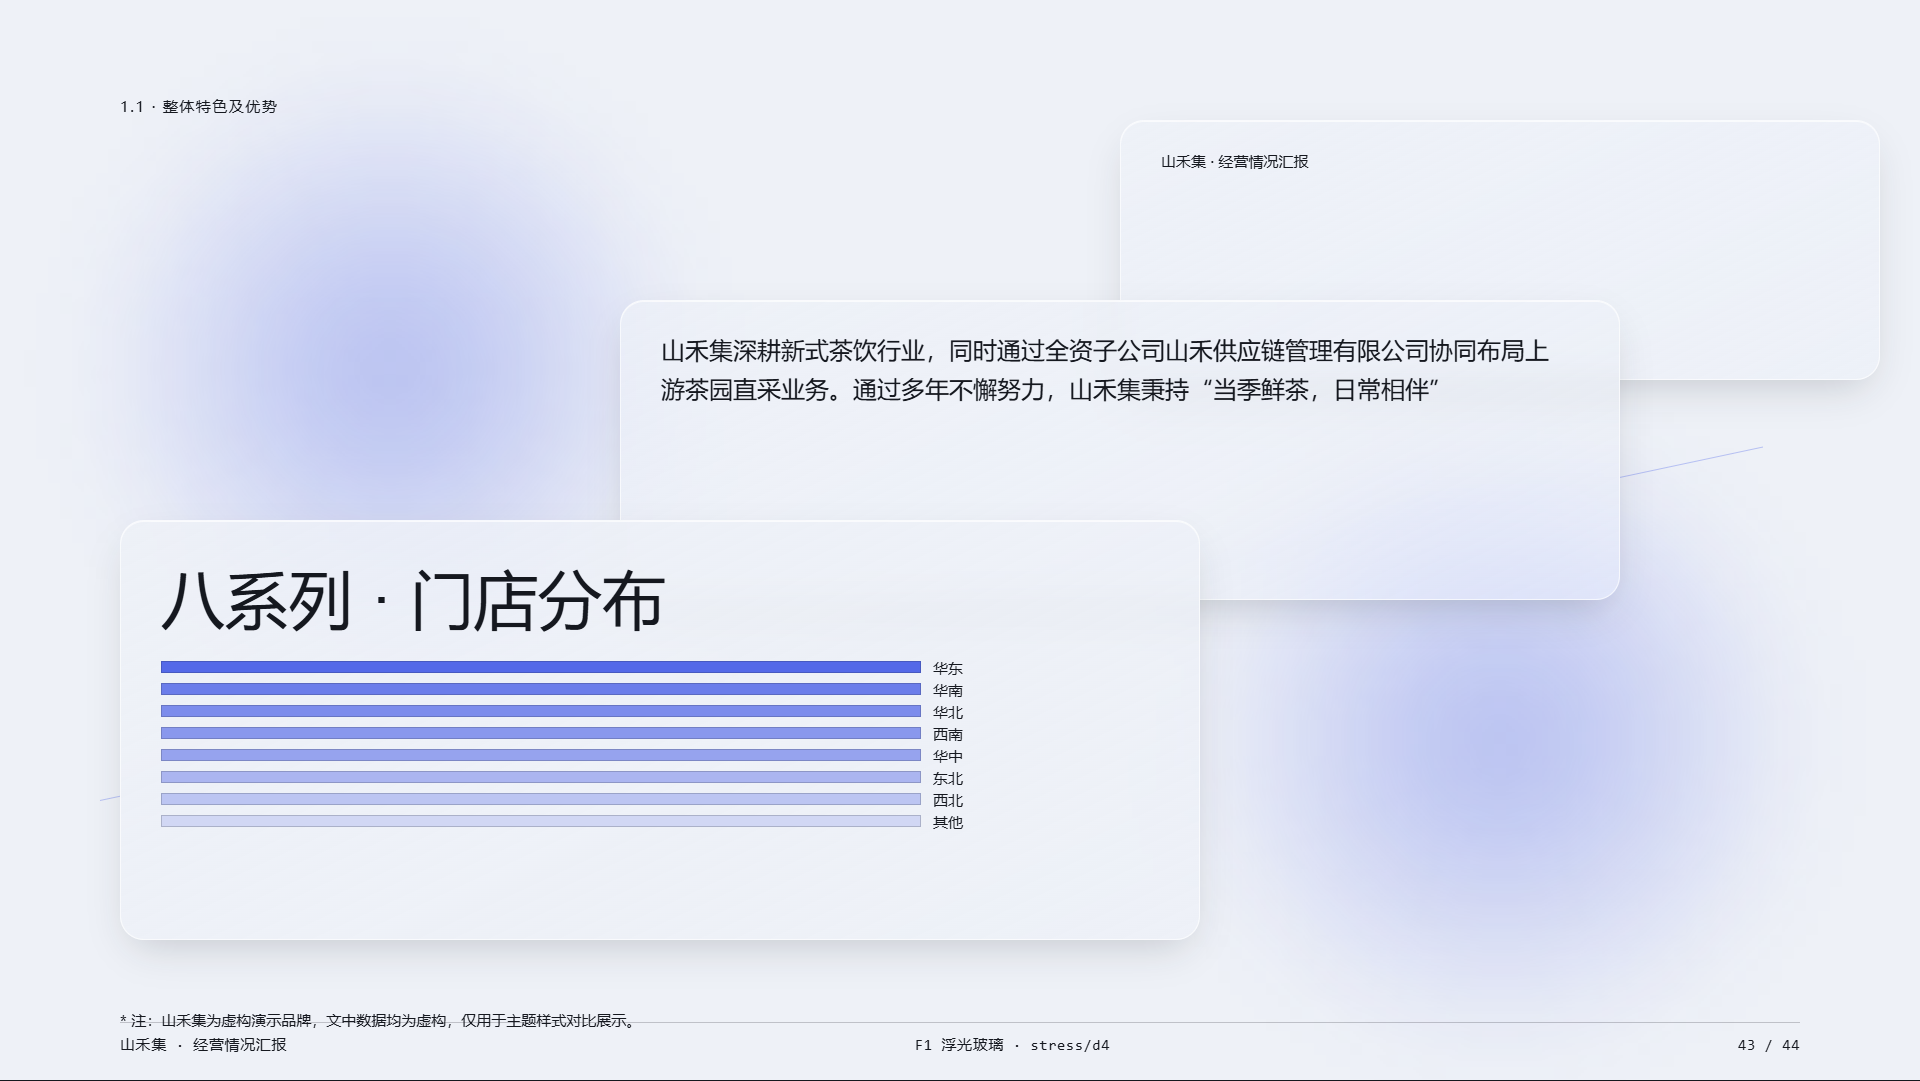 1.1 · 整体特色及优势
山禾集 · 经营情况汇报
山禾集深耕新式茶饮行业，同时通过全资子公司山禾供应链管理有限公司协同布局上
游茶园直采业务。通过多年不懈努力，山禾集秉持“当季鲜茶，日常相伴”
八系列 · 门店分布
华东
华南
华北
西南
华中
东北
西北
其他
* 注：山禾集为虚构演示品牌，文中数据均为虚构，仅用于主题样式对比展示。
山禾集 · 经营情况汇报
F1 浮光玻璃 · stress/d4
43 / 44